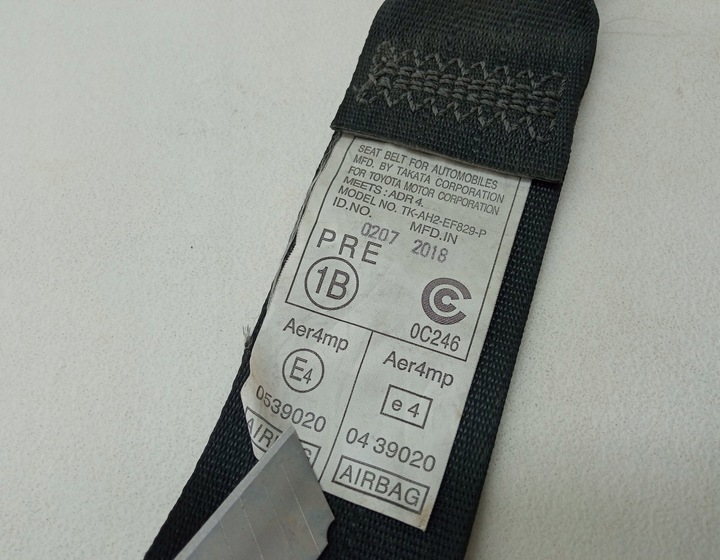 SEAT BELT FOR AUTOMOBILES
MFD. BY TAKATA CORPORATION
FOR TOYOTA MOTOR CORPORATION
MEETS : ADR 4.
MODEL NO. TK-AH2-EF829-P
ID.NO. MFD.IN
0207 2018
PRE
1B
C
0C246
Aer4mp
E4
0539020
Aer4mp
e 4
04 39020
AIRBAG